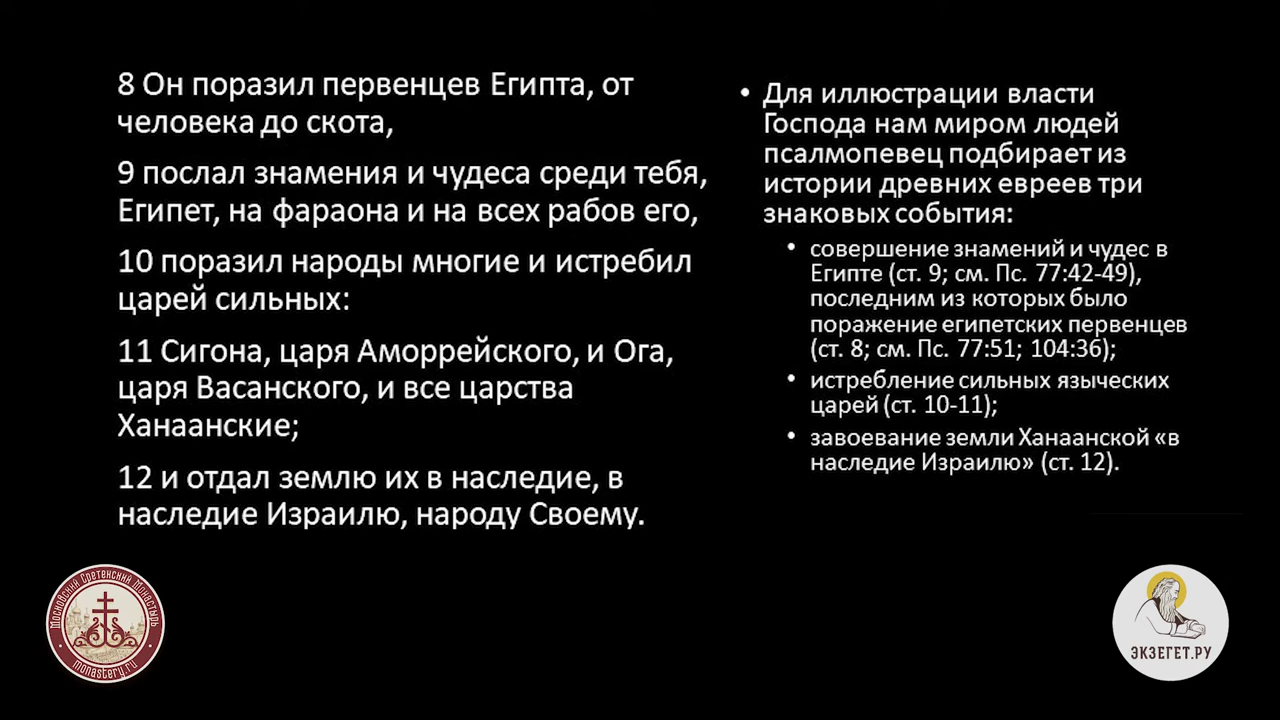 8 Он поразил первенцев Египта, от
человека до скота,
9 послал знамения и чудеса среди тебя,
Египет, на фараона и на всех рабов его,
10 поразил народы многие и истребил
царей сильных:
11 Сигона, царя Аморрейского, и Ога,
царя Васанского, и все царства
Ханаанские;
12 и отдал землю их в наследие, в
наследие Израилю, народу Своему.
• Для иллюстрации власти
Господа нам миром людей
псалмопевец подбирает из
истории древних евреев три
знаковых события:
• совершение знамений и чудес в
Египте (ст. 9; см. Пс. 77:42-49),
последним из которых было
поражение египетских первенцев
(ст. 8; см. Пс. 77:51; 104:36);
• истребление сильных языческих
царей (ст. 10-11);
• завоевание земли Ханаанской «в
наследие Израилю» (ст. 12).
Московский Сретенский Монастырь
monastery.ru
ЭКЗЕГЕТ.РУ